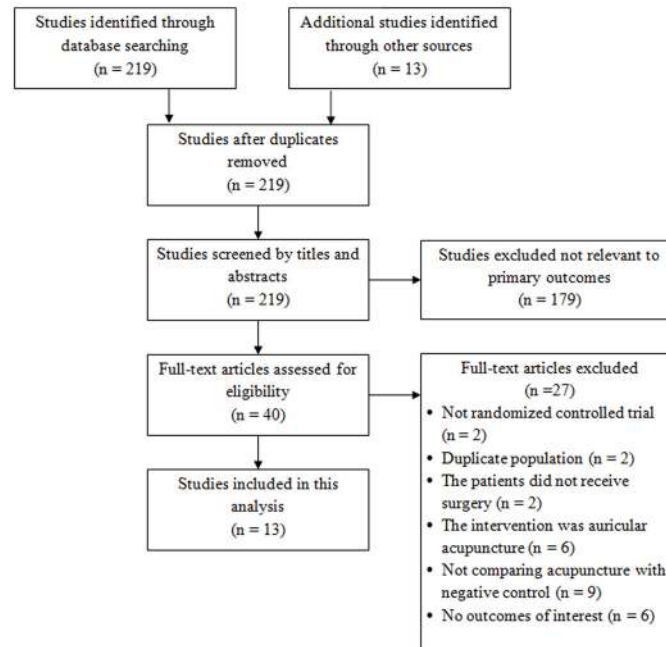 Studies identified through
database searching
(n = 219)
Additional studies identified
through other sources
(n = 13)
Studies after duplicates
removed
(n = 219)
Studies screened by titles and
abstracts
(n = 219)
Studies excluded not relevant to
primary outcomes
(n = 179)
Full-text articles assessed for
eligibility
(n = 40)
Full-text articles excluded
(n =27)
• Not randomized controlled trial
(n = 2)
• Duplicate population (n = 2)
• The patients did not receive
surgery (n = 2)
• The intervention was auricular
acupuncture (n = 6)
• Not comparing acupuncture with
negative control (n = 9)
• No outcomes of interest (n = 6)
Studies included in this
analysis
(n = 13)